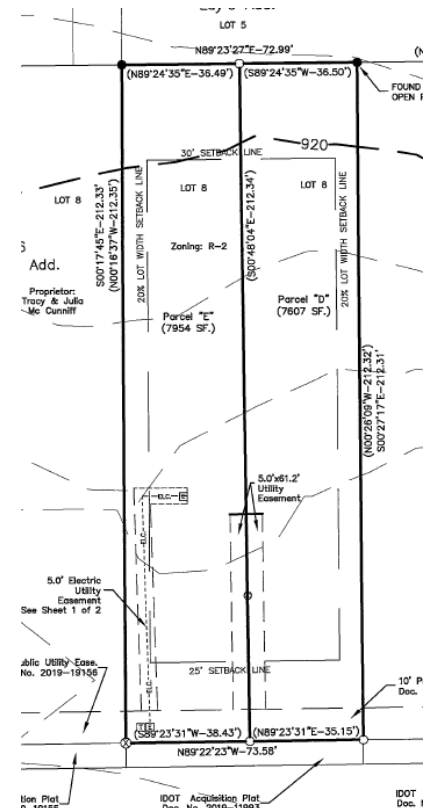 LOT 5
N89°23'27"E-72.99'
(N89°24'35"E-36.49')
(S89°24'35"W-36.50')
FOUND
OPEN
920
30' SETBACK LINE
LOT 8
LOT 8
LOT 8
S00°17'45"E-212.33'
(N00°16'37"W-212.35')
20% LOT WIDTH SETBACK LINE
(S00°48'04"E-212.34')
20% LOT WIDTH SETBACK LINE
Zoning: R-2
Add.
Proprietor:
Tracy & Julia
Mc Cunniff
Parcel "E"
(7954 SF.)
Parcel "D"
(7607 SF.)
(N00°26'09"W-212.32')
S00°27'17"E-212.31'
5.0'x61.2'
Utility
Easement
ELC.
E
ELC.
5.0' Electric
Utility
Easement
See Sheet 1 of 2
ublic Utility Ease.
No. 2019-19156
25' SETBACK LINE
10' P
Doc.
ELC.
T E
(S89°23'31"W-38.43')
(N89°23'31"E-35.15')
N89°22'23"W-73.58'
tion Plat
19155
IDOT Acquisition Plat
Doc. No. 2019-11993
IDOT
Doc.